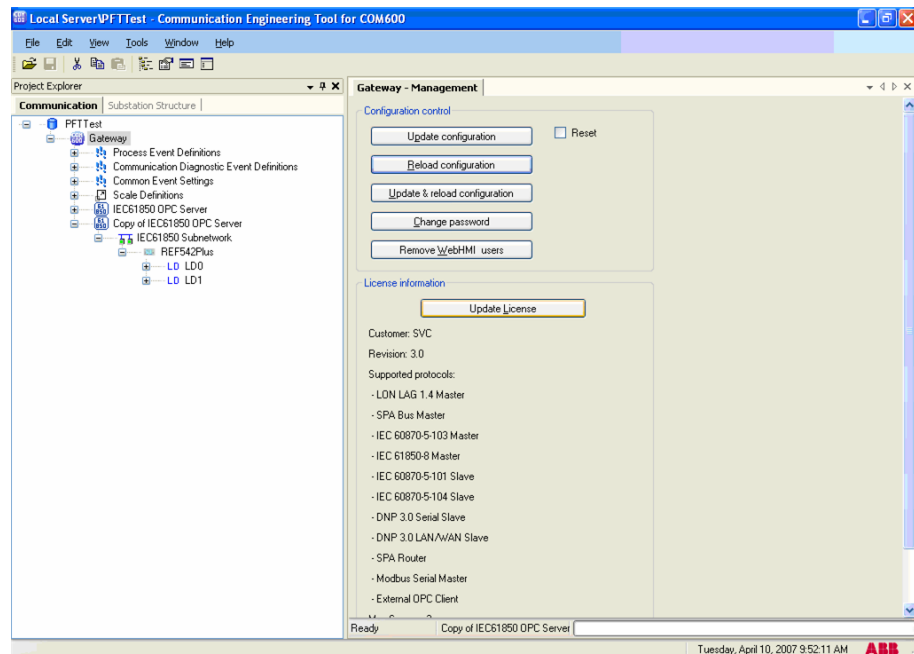 Local Server\PFTTest - Communication Engineering Tool for COM600
File Edit View Tools Window Help
Project Explorer
Communication Substation Structure
PFTTest
Gateway
Process Event Definitions
Communication Diagnostic Event Definitions
Common Event Settings
Scale Definitions
IEC61850 OPC Server
Copy of IEC61850 OPC Server
IEC61850 Subnetwork
REF542Plus
LD LD0
LD LD1
Gateway - Management
Configuration control
Update configuration Reset
Reload configuration
Update & reload configuration
Change password
Remove WebHMI users
License information
Update License
Customer: SVC
Revision: 3.0
Supported protocols:
- LON LAG 1.4 Master
- SPA Bus Master
- IEC 60870-5-103 Master
- IEC 61850-8 Master
- IEC 60870-5-101 Slave
- IEC 60870-5-104 Slave
- DNP 3.0 Serial Slave
- DNP 3.0 LAN/WAN Slave
- SPA Router
- Modbus Serial Master
- External OPC Client
Ready Copy of IEC61850 OPC Server
Tuesday, April 10, 2007 9:52:11 AM ABB